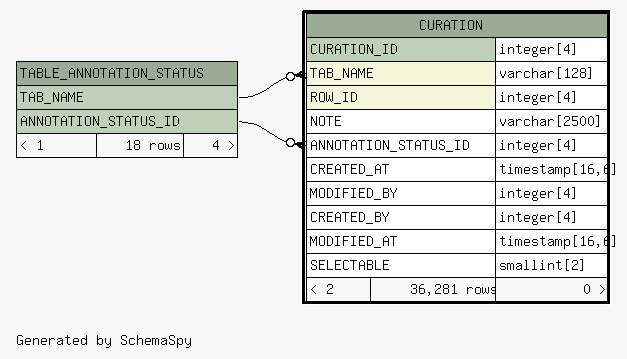 CURATION
CURATION_ID integer[4]
TABLE_ANNOTATION_STATUS TAB_NAME varchar[128]
TAB_NAME ROW_ID integer[4]
ANNOTATION_STATUS_ID NOTE varchar[2500]
< 1 18 rows 4 > ANNOTATION_STATUS_ID integer[4]
CREATED_AT timestamp[16,6]
MODIFIED_BY integer[4]
CREATED_BY integer[4]
MODIFIED_AT timestamp[16,6]
SELECTABLE smallint[2]
< 2 36,281 rows 0 >
Generated by SchemaSpy